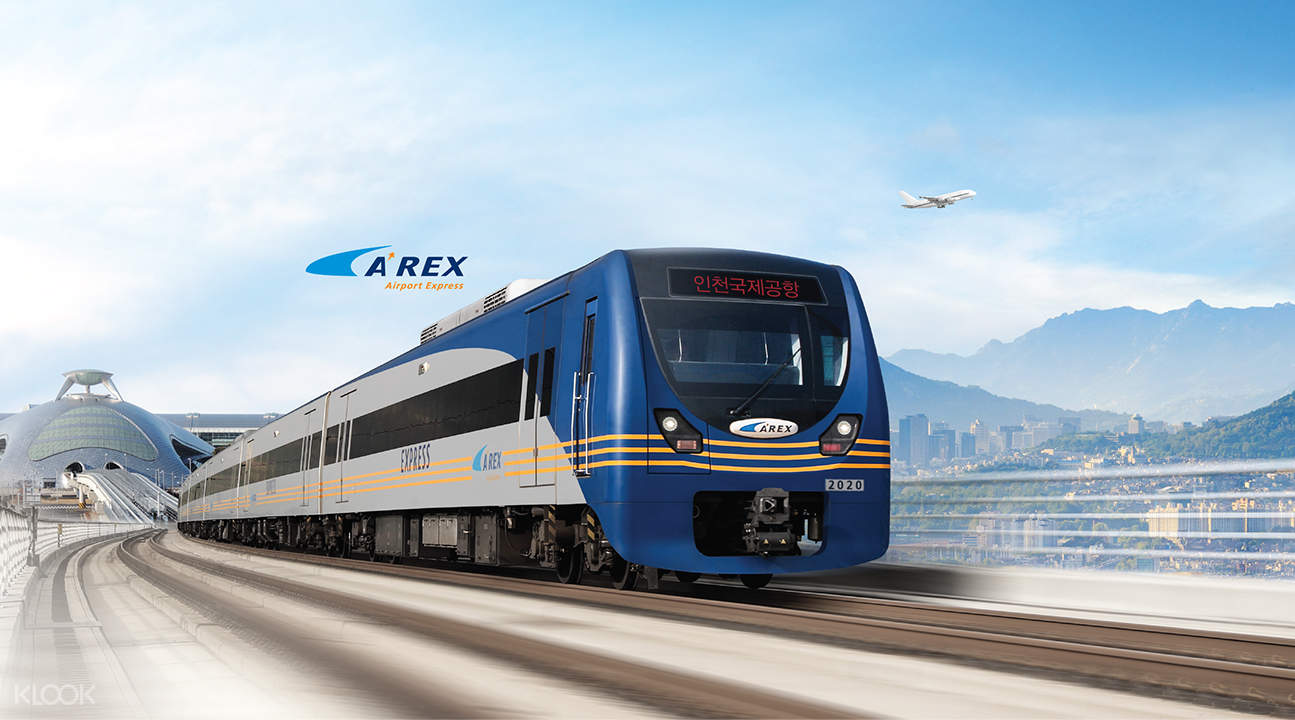 A'REX
Airport Express
인천국제공항
EXPRESS
A'REX
A'REX
2020
KLOOK